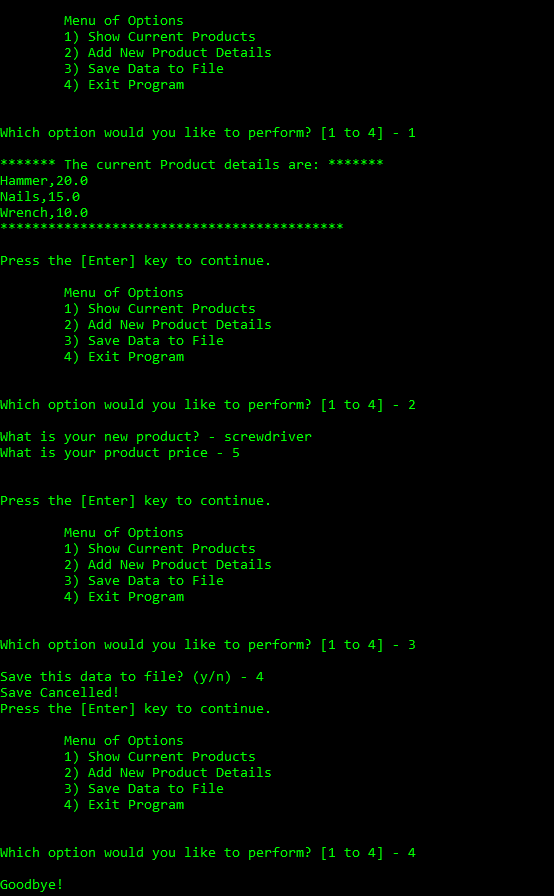 Menu of Options
1) Show Current Products
2) Add New Product Details
3) Save Data to File
4) Exit Program
Which option would you like to perform? [1 to 4] - 1
******* The current Product details are: *******
Hammer,20.0
Nails,15.0
Wrench,10.0
*******************************************
Press the [Enter] key to continue.
Menu of Options
1) Show Current Products
2) Add New Product Details
3) Save Data to File
4) Exit Program
Which option would you like to perform? [1 to 4] - 2
What is your new product? - screwdriver
What is your product price - 5
Press the [Enter] key to continue.
Menu of Options
1) Show Current Products
2) Add New Product Details
3) Save Data to File
4) Exit Program
Which option would you like to perform? [1 to 4] - 3
Save this data to file? (y/n) - 4
Save Cancelled!
Press the [Enter] key to continue.
Menu of Options
1) Show Current Products
2) Add New Product Details
3) Save Data to File
4) Exit Program
Which option would you like to perform? [1 to 4] - 4
Goodbye!